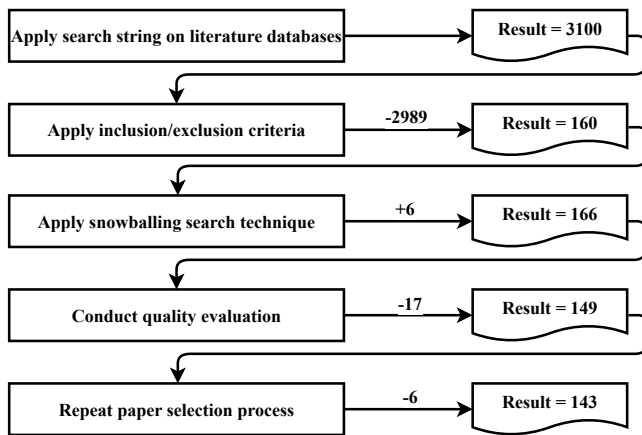 Apply search string on literature databases
Result = 3100
Apply inclusion/exclusion criteria
-2989
Result = 160
Apply snowballing search technique
+6
Result = 166
Conduct quality evaluation
-17
Result = 149
Repeat paper selection process
-6
Result = 143